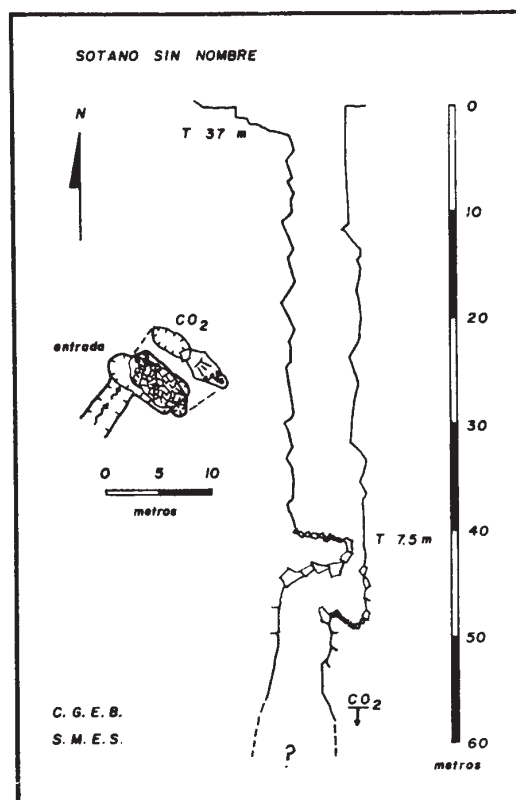 SOTANO SIN NOMBRE
N
T 37 m
0
10
20
30
40
50
60
metros
CO2
entrada
0 5 10
metros
T 7.5 m
CO2
?
C. G. E. B.
S. M. E. S.